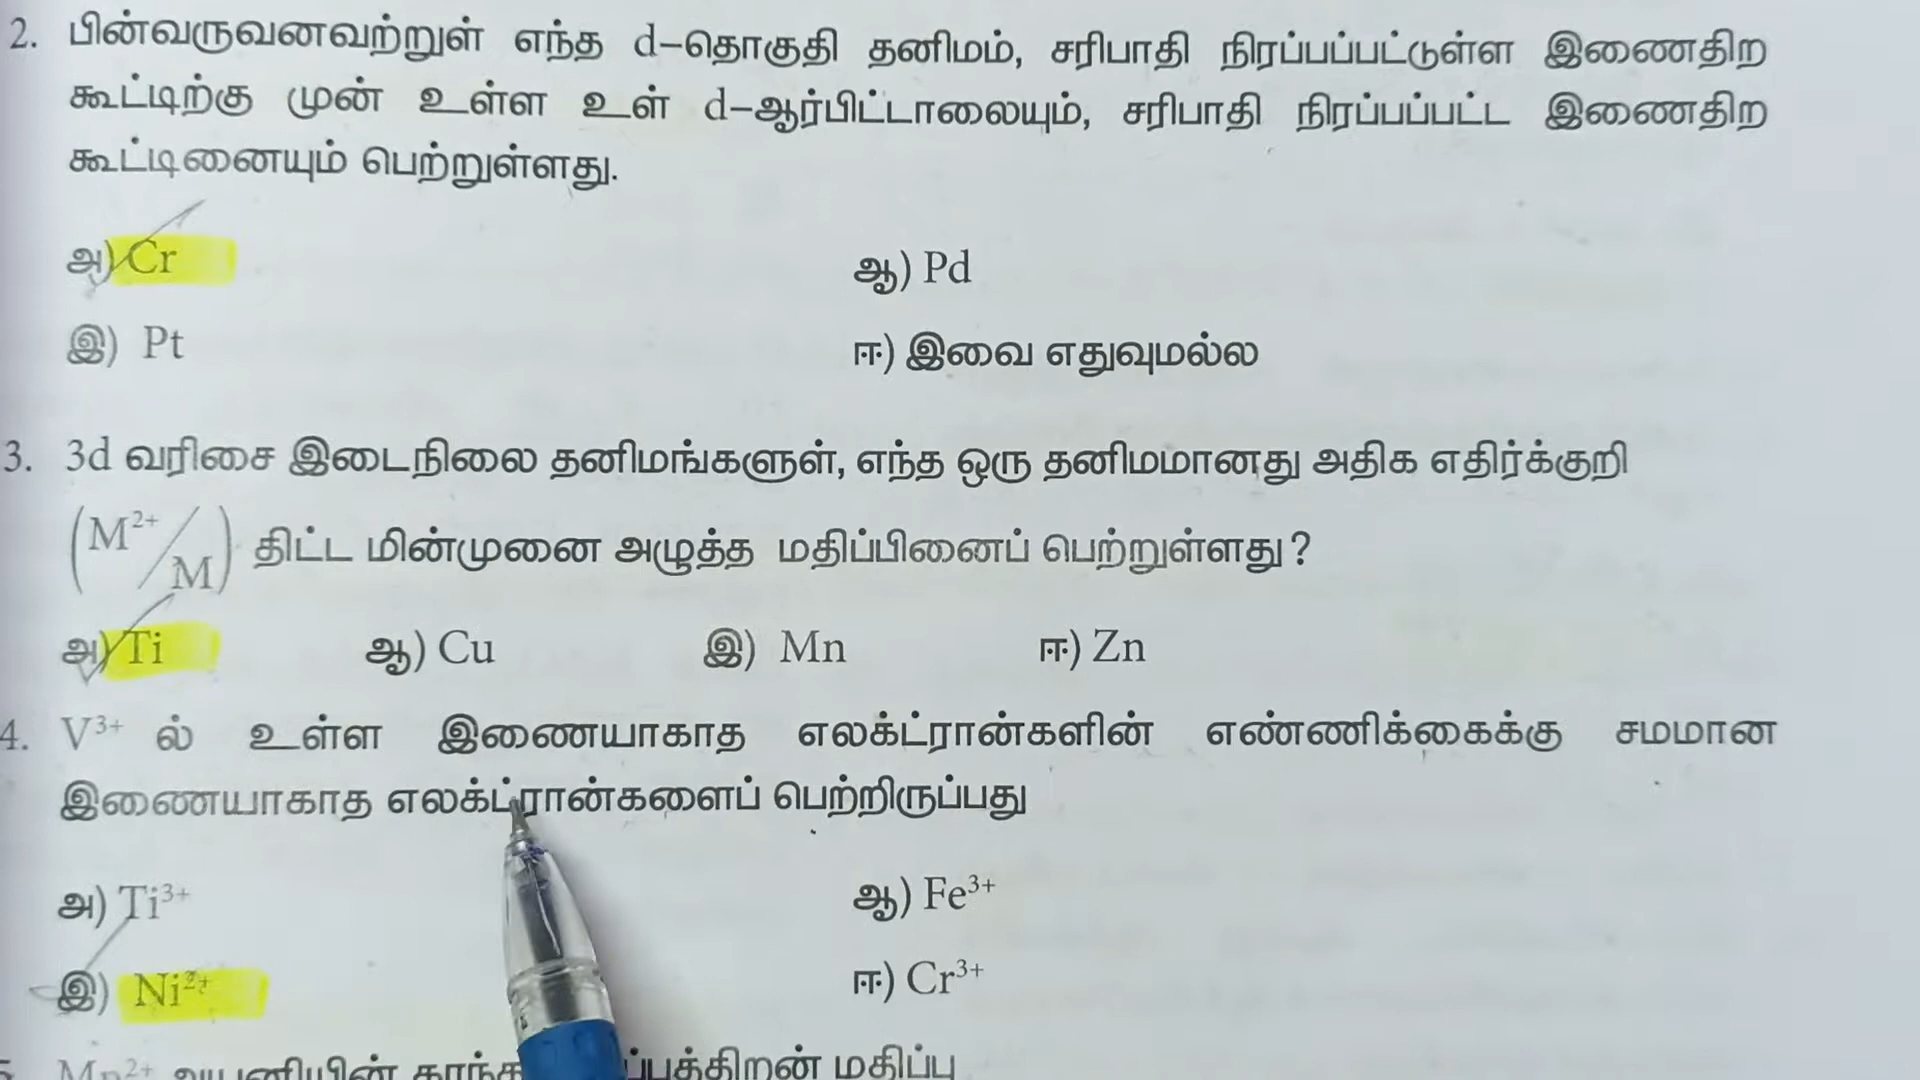 2. பின்வருவனவற்றுள் எந்த d–தொகுதி தனிமம், சரிபாதி நிரப்பப்பட்டுள்ள இணைதிற
கூட்டிற்கு முன் உள்ள உள் d–ஆர்பிட்டாலையும், சரிபாதி நிரப்பப்பட்ட இணைதிற
கூட்டினையும் பெற்றுள்ளது.
அ) Cr ஆ) Pd
இ) Pt ஈ) இவை எதுவுமல்ல
3. 3d வரிசை இடைநிலை தனிமங்களுள், எந்த ஒரு தனிமமானது அதிக எதிர்க்குறி
(M²⁺/M) திட்ட மின்முனை அழுத்த மதிப்பினைப் பெற்றுள்ளது?
அ) Ti ஆ) Cu இ) Mn ஈ) Zn
4. V³⁺ ல் உள்ள இணையாகாத எலக்ட்ரான்களின் எண்ணிக்கைக்கு சமமான
இணையாகாத எலக்ட்ரான்களைப் பெற்றிருப்பது
அ) Ti³⁺ ஆ) Fe³⁺
இ) Ni²⁺ ஈ) Cr³⁺
Mn²⁺ அயனியின் மதிப்பு